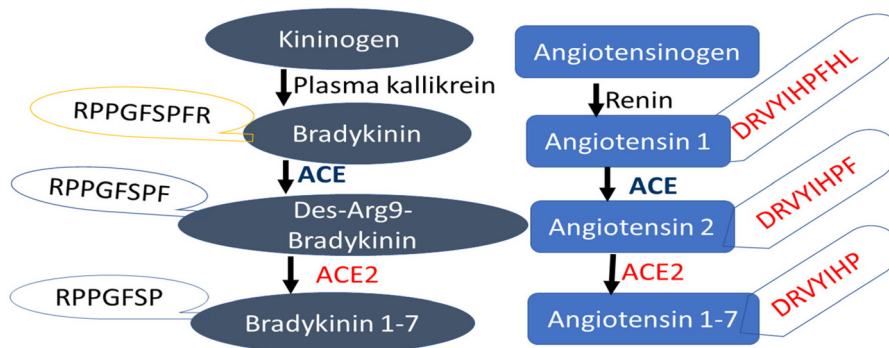 Kininogen
Plasma kallikrein
RPPGFSPFR
Bradykinin
ACE
RPPGFSPF
Des-Arg9-
Bradykinin
ACE2
RPPGFSP
Bradykinin 1-7
Angiotensinogen
Renin
DRVYIHPFHL
Angiotensin 1
ACE
DRVYIHPF
Angiotensin 2
ACE2
DRVYIHP
Angiotensin 1-7